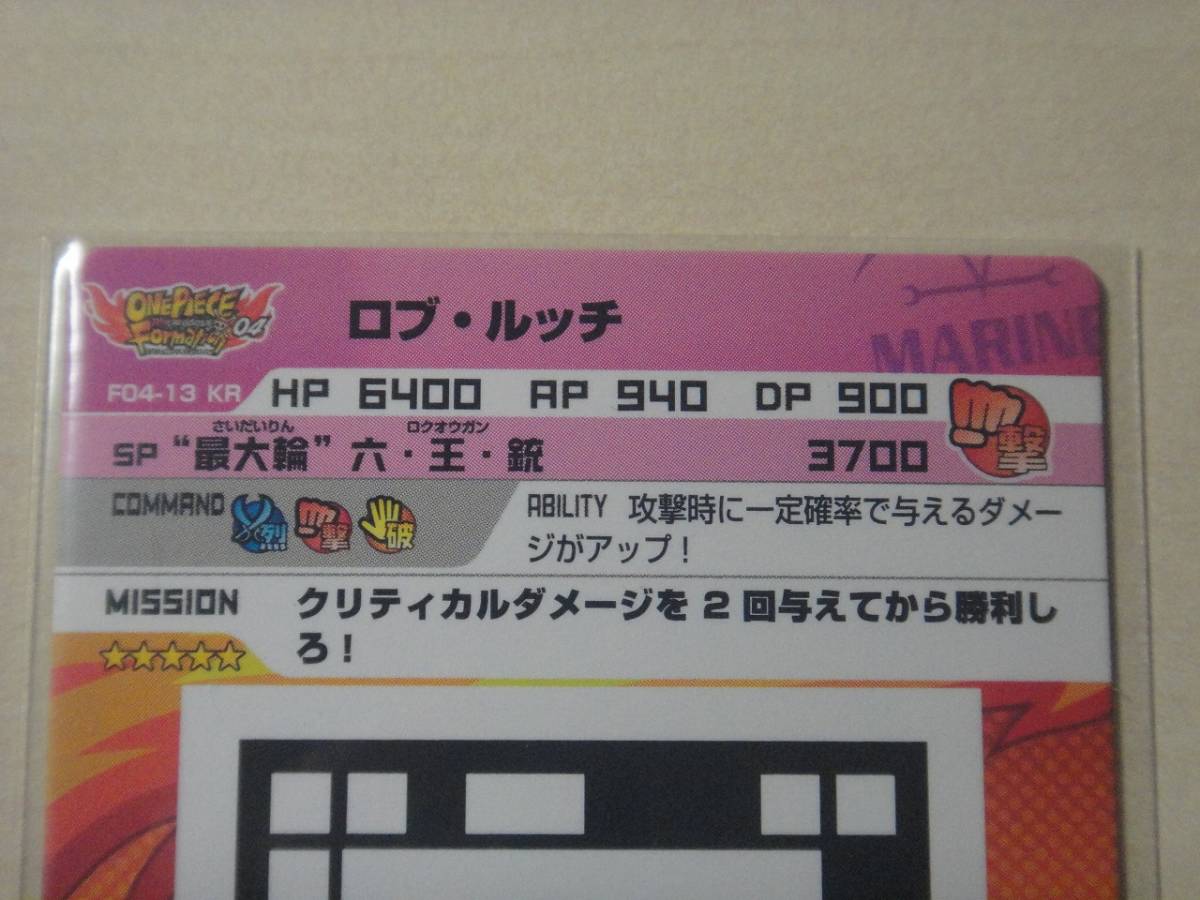 ONE PIECE
Formation 04
ロブ・ルッチ
MARINE
F04-13 KR HP 6400 AP 940 DP 900
さいだいりん ロクオウガン
SP “最大輪” 六・王・銃 3700 撃
COMMAND 烈 撃 破
ABILITY 攻撃時に一定確率で与えるダメー
ジがアップ!
MISSION クリティカルダメージを 2 回与えてから勝利し
ろ!